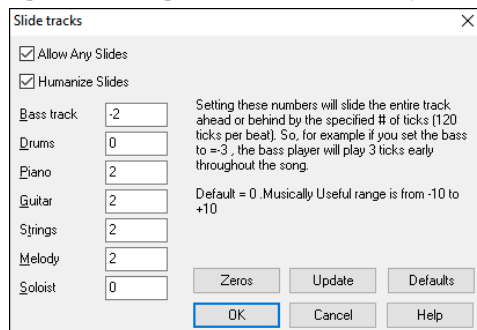 Slide tracks
Allow Any Slides
Humanize Slides
Bass track -2
Drums 0
Piano 2
Guitar 2
Strings 2
Melody 2
Soloist 0
Setting these numbers will slide the entire track
ahead or behind by the specified # of ticks (120
ticks per beat). So, for example if you set the bass
to =-3 , the bass player will play 3 ticks early
throughout the song.
Default = 0 .Musically Useful range is from -10 to
+10
Zeros Update Defaults
OK Cancel Help